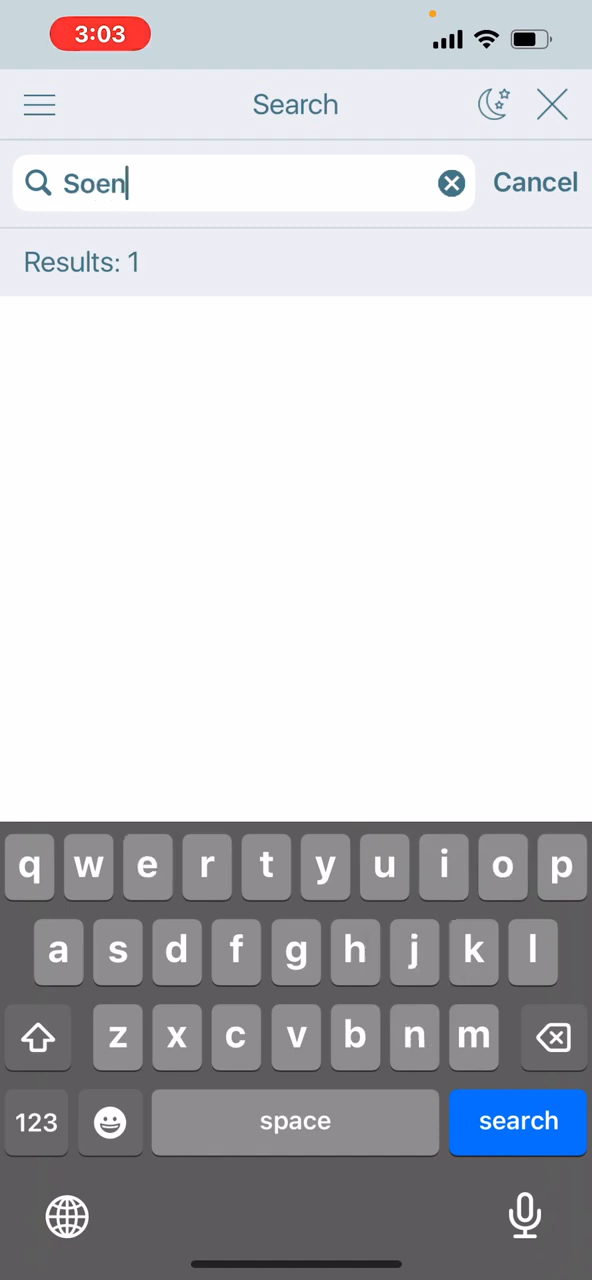 3:03
Search
Soen
Cancel
Results: 1
q w e r t y u i o p
a s d f g h j k l
z x c v b n m
123 space search